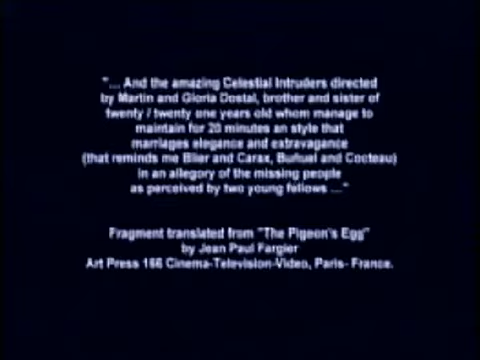 "... And the amazing Celestial Intruders directed
by Martin and Gloria Dostal, brother and sister of
twenty / twenty one years old whom manage to
maintain for 20 minutes an style that
marriages elegance and extravagance
(that reminds me Blier and Carax, Buñuel and Cocteau)
in an allegory of the missing people
as perceived by two young fellows ..."
Fragment translated from "The Pigeon's Egg"
by Jean Paul Fargier
Art Press 166 Cinema-Television-Video, Paris- France.